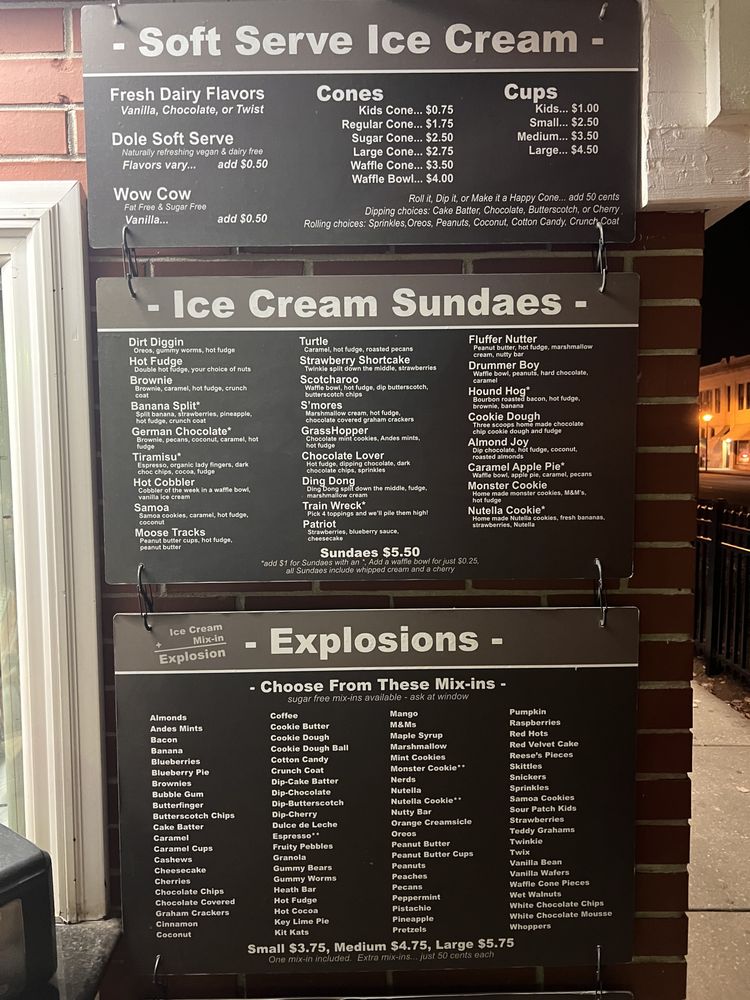 - Soft Serve Ice Cream -
Fresh Dairy Flavors
Vanilla, Chocolate, or Twist
Dole Soft Serve
Naturally refreshing vegan & dairy free
Flavors vary... add $0.50
Wow Cow
Fat Free & Sugar Free
Vanilla... add $0.50
Cones
Kids Cone... $0.75
Regular Cone... $1.75
Sugar Cone... $2.50
Large Cone... $2.75
Waffle Cone... $3.50
Waffle Bowl... $4.00
Cups
Kids... $1.00
Small... $2.50
Medium... $3.50
Large... $4.50
Roll it, Dip it, or Make it a Happy Cone... add 50 cents
Dipping choices: Cake Batter, Chocolate, Butterscotch, or Cherry
Rolling choices: Sprinkles,Oreos, Peanuts, Coconut, Cotton Candy, Crunch Coat
- Ice Cream Sundaes -
Dirt Diggin
Oreos, gummy worms, hot fudge
Hot Fudge
Double hot fudge, your choice of nuts
Brownie
Brownie, caramel, hot fudge, crunch
coat
Banana Split*
Split banana, strawberries, pineapple,
hot fudge, crunch coat
German Chocolate*
Brownie, pecans, coconut, caramel, hot
fudge
Tiramisu*
Espresso, organic lady fingers, dark
choc chips, cocoa, fudge
Hot Cobbler
Cobbler of the week in a waffle bowl,
vanilla ice cream
Samoa
Samoa cookies, caramel, hot fudge,
coconut
Moose Tracks
Peanut butter cups, hot fudge,
peanut butter
Turtle
Caramel, hot fudge, roasted pecans
Strawberry Shortcake
Twinkie split down the middle, strawberries
Scotcharoo
Waffle bowl, hot fudge, dip butterscotch,
butterscotch chips
S'mores
Marshmallow cream, hot fudge,
chocolate covered graham crackers
GrassHopper
Chocolate mint cookies, Andes mints,
hot fudge
Chocolate Lover
Hot fudge, dipping chocolate, dark
chocolate chips, sprinkles
Ding Dong
Ding Dong split down the middle, fudge,
marshmallow cream
Train Wreck*
Pick 4 toppings and we'll pile them high!
Patriot
Strawberries, blueberry sauce,
cheesecake
Fluffer Nutter
Peanut butter, hot fudge, marshmallow
cream, nutty bar
Drummer Boy
Waffle bowl, peanuts, hard chocolate,
caramel
Hound Hog*
Bourbon roasted bacon, hot fudge,
brownie, banana
Cookie Dough
Three scoops home made chocolate
chip cookie dough and fudge
Almond Joy
Dip chocolate, hot fudge, coconut,
roasted almonds
Caramel Apple Pie*
Waffle bowl, apple pie, caramel, pecans
Monster Cookie
Home made monster cookies, M&M's,
hot fudge
Nutella Cookie*
Home made Nutella cookies, fresh bananas,
strawberries, Nutella
Sundaes $5.50
*add $1 for Sundaes with an *, Add a waffle bowl for just $0.25,
all Sundaes include whipped cream and a cherry
Ice Cream
+ Mix-in
Explosion
- Explosions -
- Choose From These Mix-ins -
sugar free mix-ins available - ask at window
Almonds
Andes Mints
Bacon
Banana
Blueberries
Blueberry Pie
Brownies
Bubble Gum
Butterfinger
Butterscotch Chips
Cake Batter
Caramel
Caramel Cups
Cashews
Cheesecake
Cherries
Chocolate Chips
Chocolate Covered
Graham Crackers
Cinnamon
Coconut
Coffee
Cookie Butter
Cookie Dough
Cookie Dough Ball
Cotton Candy
Crunch Coat
Dip-Cake Batter
Dip-Chocolate
Dip-Butterscotch
Dip-Cherry
Dulce de Leche
Espresso**
Fruity Pebbles
Granola
Gummy Bears
Gummy Worms
Heath Bar
Hot Fudge
Hot Cocoa
Key Lime Pie
Kit Kats
Mango
M&Ms
Maple Syrup
Marshmallow
Mint Cookies
Monster Cookie**
Nerds
Nutella
Nutella Cookie**
Nutty Bar
Orange Creamsicle
Oreos
Peanut Butter
Peanut Butter Cups
Peanuts
Peaches
Pecans
Peppermint
Pistachio
Pineapple
Pretzels
Pumpkin
Raspberries
Red Hots
Red Velvet Cake
Reese's Pieces
Skittles
Snickers
Sprinkles
Samoa Cookies
Sour Patch Kids
Strawberries
Teddy Grahams
Twinkie
Twix
Vanilla Bean
Vanilla Wafers
Waffle Cone Pieces
Wet Walnuts
White Chocolate Chips
White Chocolate Mousse
Whoppers
Small $3.75, Medium $4.75, Large $5.75
One mix-in included. Extra mix-ins... just 50 cents each